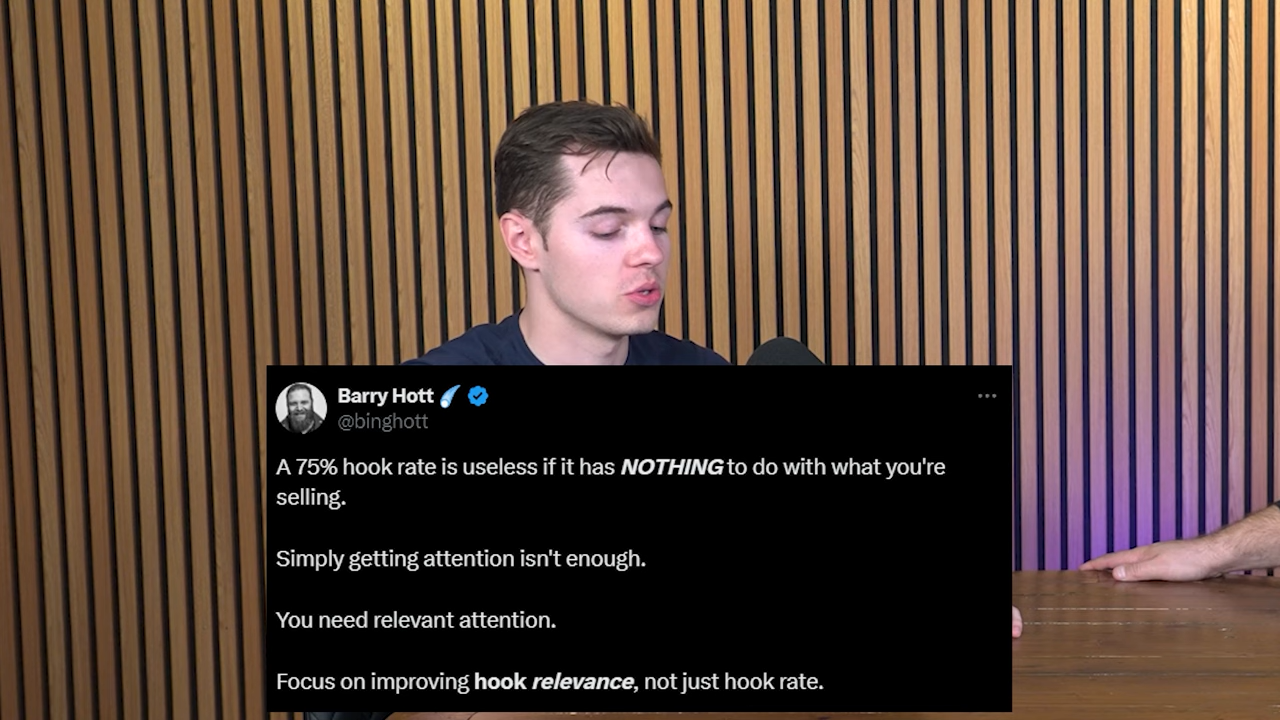 Barry Hott
@binghott
A 75% hook rate is useless if it has NOTHING to do with what you're
selling.
Simply getting attention isn't enough.
You need relevant attention.
Focus on improving hook relevance, not just hook rate.